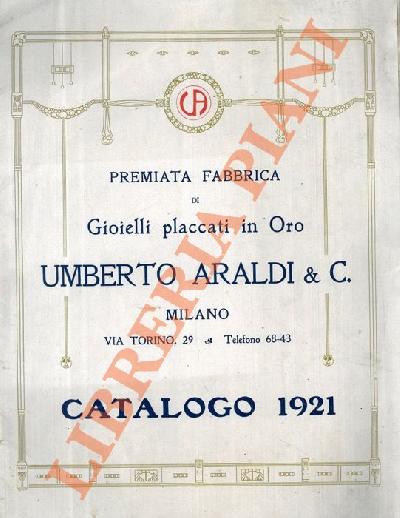 UA
PREMIATA FABBRICA
DI
Gioielli placcati in Oro
UMBERTO ARALDI & C.
MILANO
VIA TORINO, 29 Telefono 68-43
CATALOGO 1921
LIBRERIA PIANI